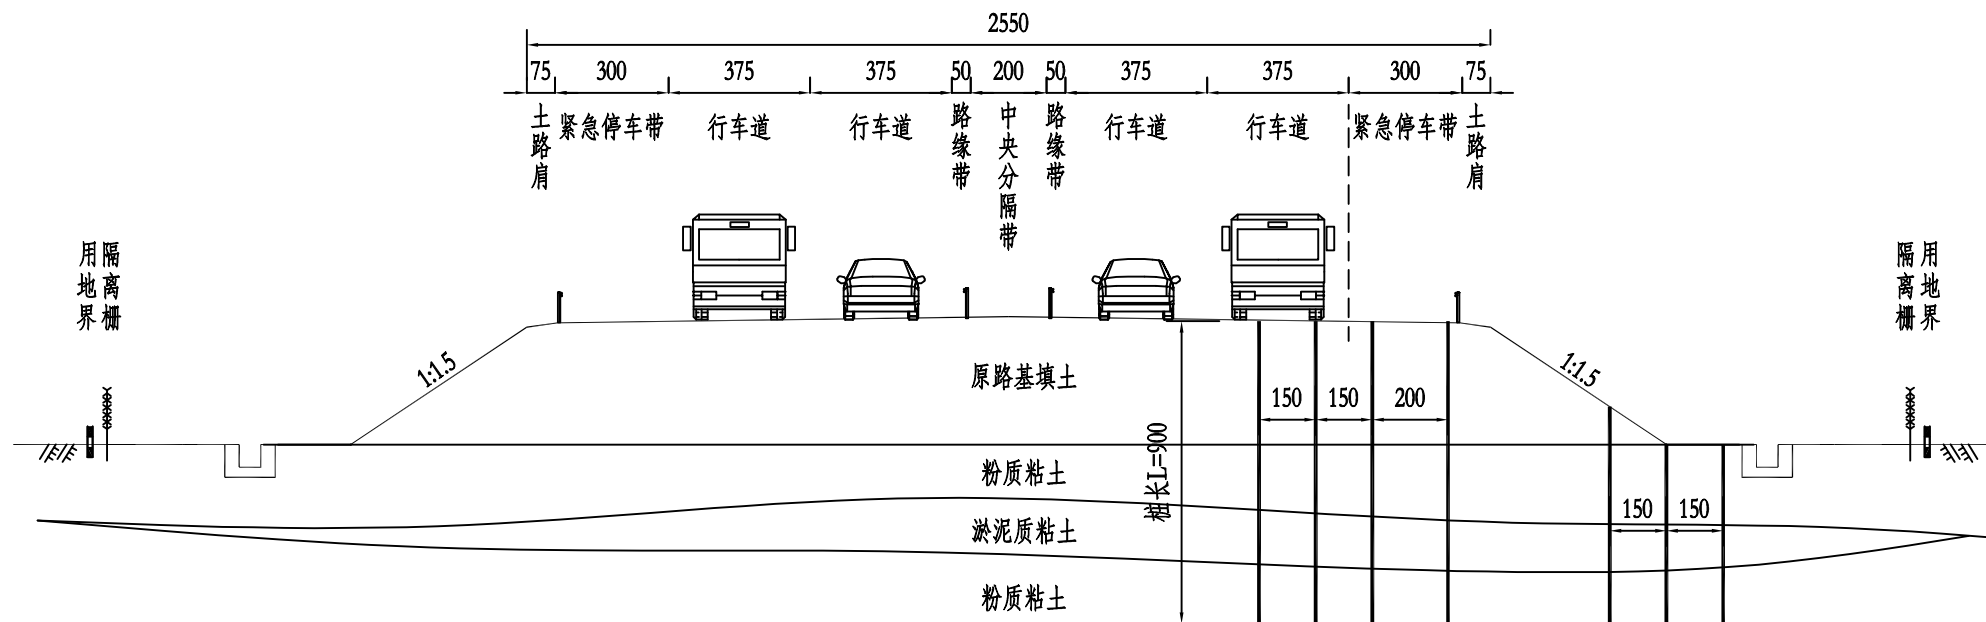 2550
75
300
375
375
50
200
50
375
375
300
75
土路肩
紧急停车带
行车道
行车道
路缘带
中央分隔带
路缘带
行车道
行车道
紧急停车带
土路肩
用地界
隔离栅
隔离栅
用地界
1:1.5
原路基填土
1:1.5
150
150
200
桩长L=900
粉质粘土
淤泥质粘土
150
150
粉质粘土